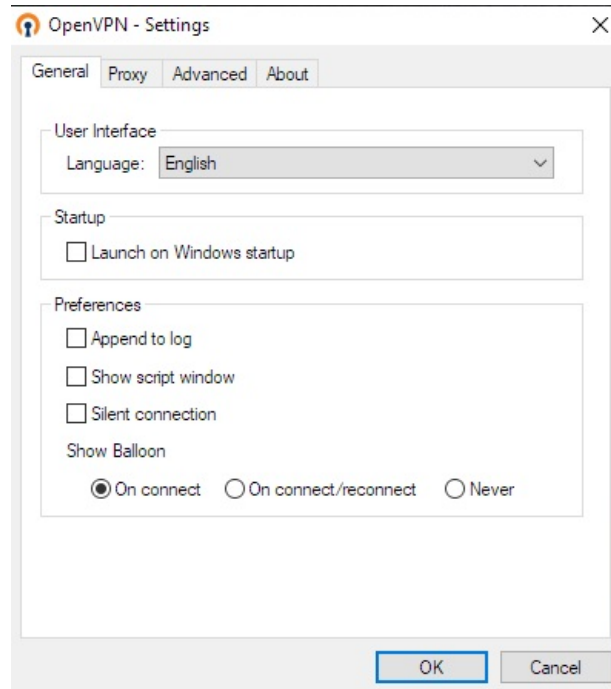 OpenVPN - Settings
General Proxy Advanced About
User Interface
Language: English
Startup
Launch on Windows startup
Preferences
Append to log
Show script window
Silent connection
Show Balloon
On connect On connect/reconnect Never
OK Cancel